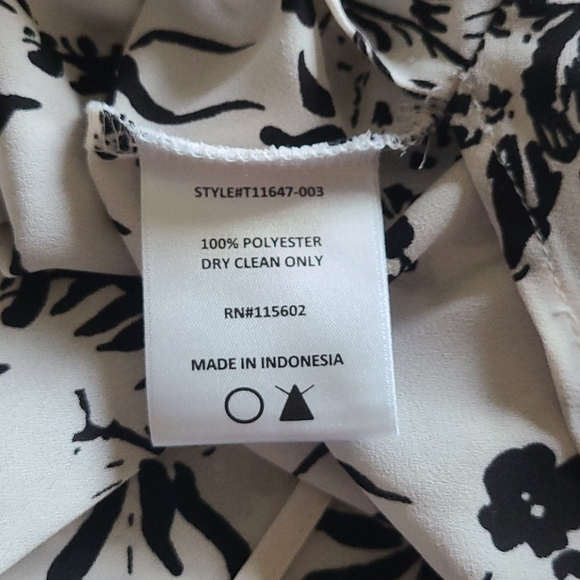 STYLE#T11647-003
100% POLYESTER
DRY CLEAN ONLY
RN#115602
MADE IN INDONESIA